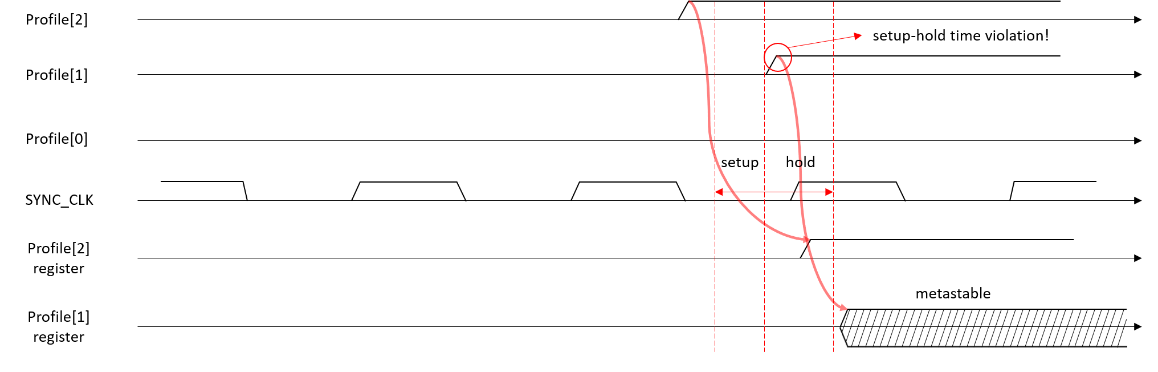 Profile[2]
setup-hold time violation!
Profile[1]
Profile[0]
setup hold
SYNC_CLK
Profile[2]
register
metastable
Profile[1]
register